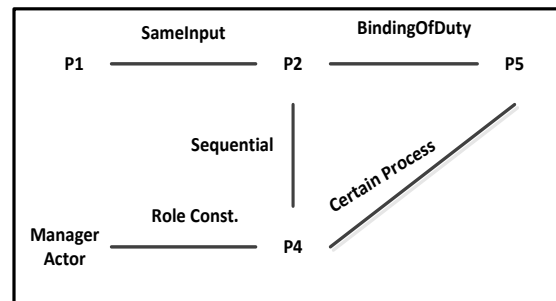 SameInput
BindingOfDuty
P1
P2
P5
Sequential
Certain Process
Role Const.
Manager
Actor
P4